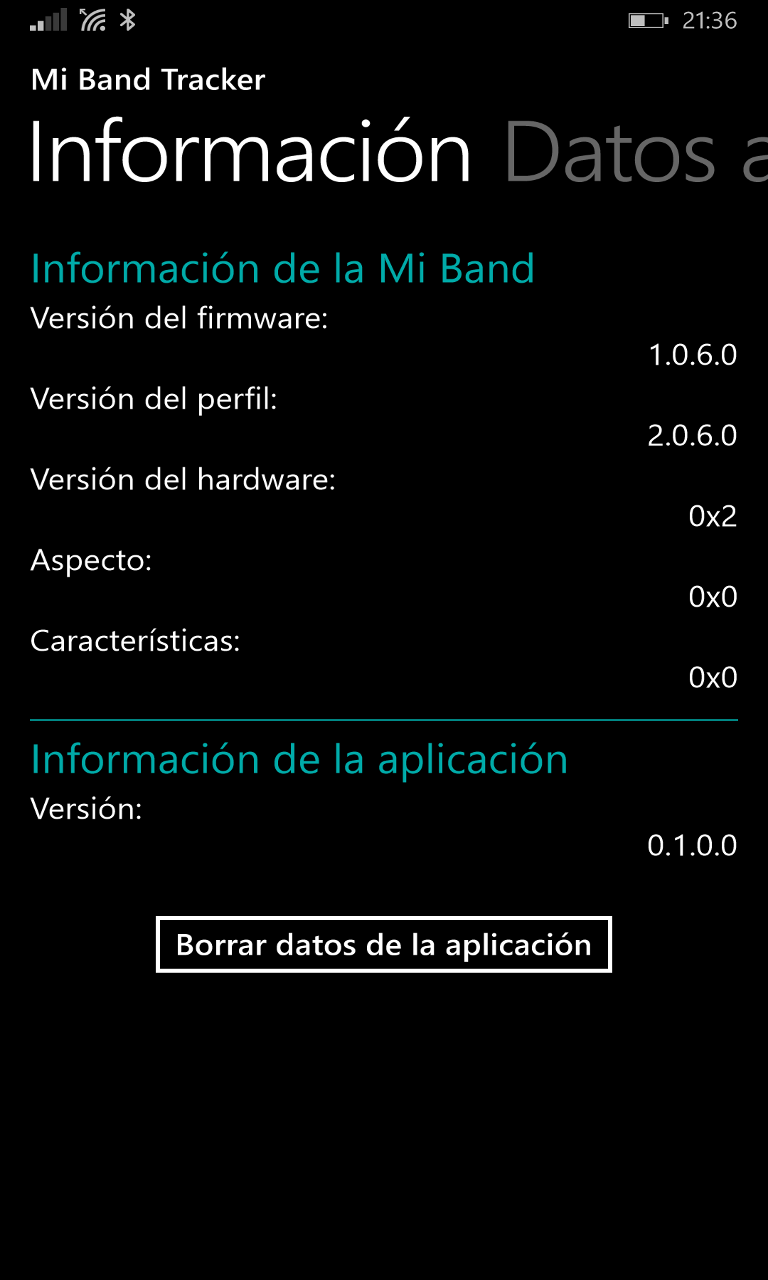 21:36
Mi Band Tracker
Información Datos a
Información de la Mi Band
Versión del firmware:
1.0.6.0
Versión del perfil:
2.0.6.0
Versión del hardware:
0x2
Aspecto:
0x0
Características:
0x0
Información de la aplicación
Versión:
0.1.0.0
Borrar datos de la aplicación